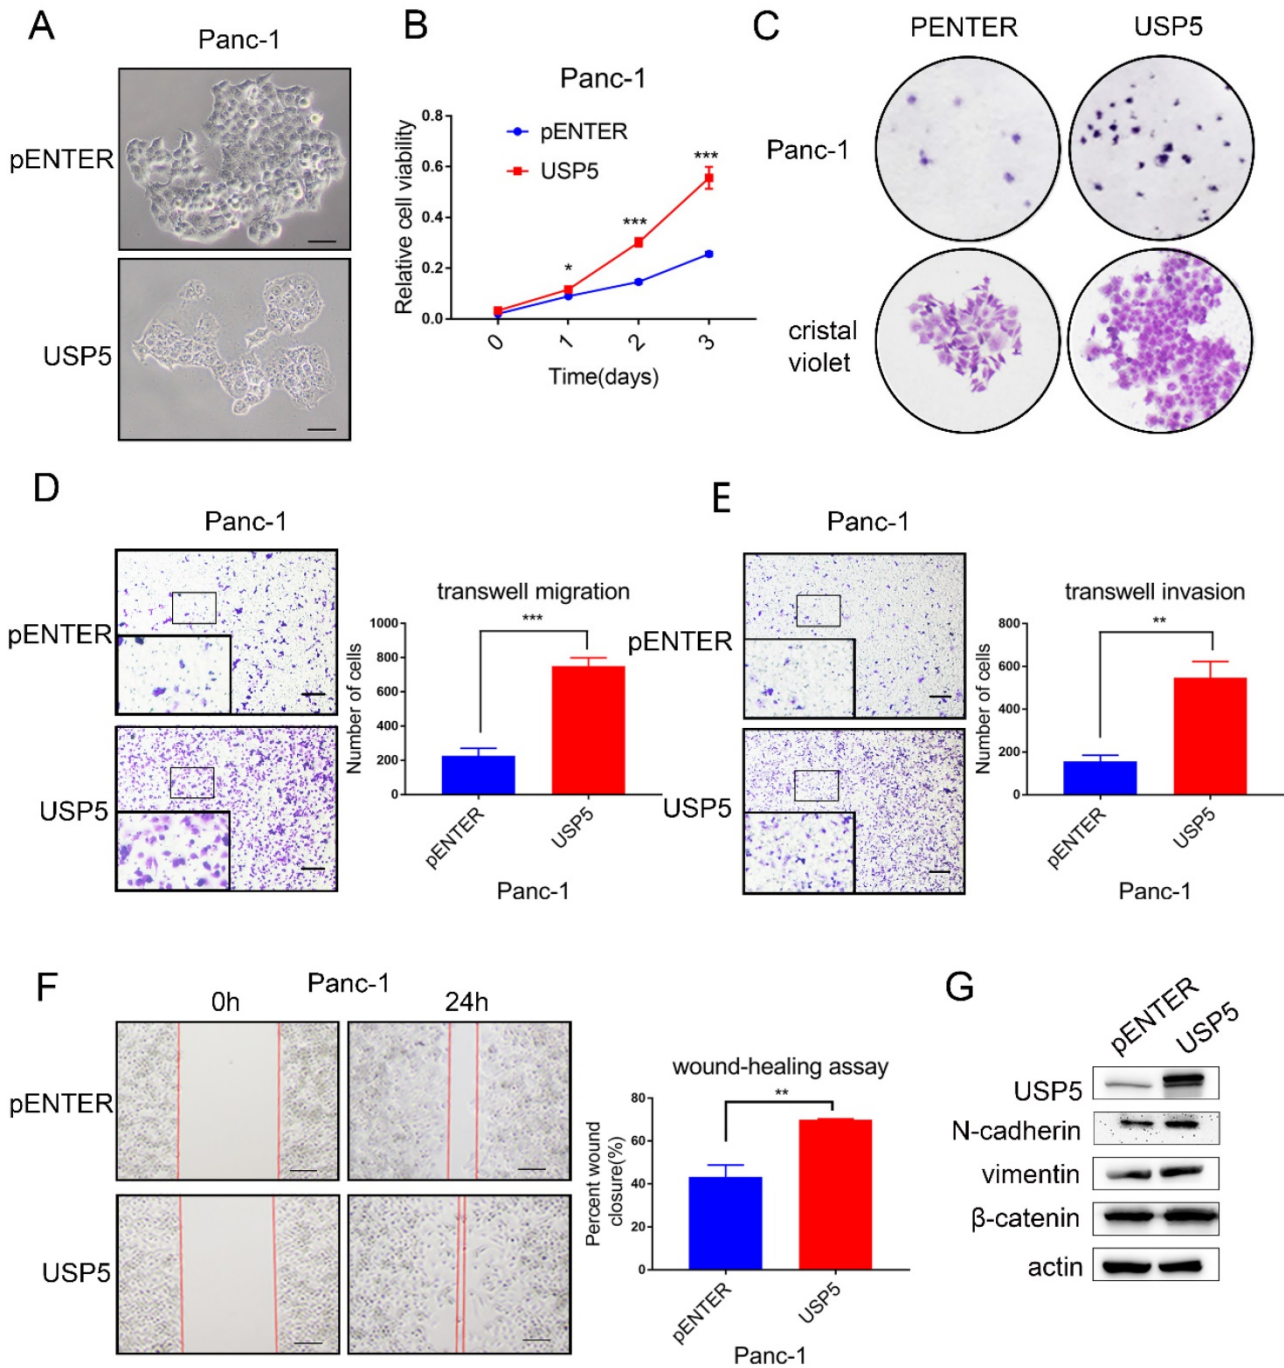 A
Panc-1
pENTER
USP5
B
Panc-1
pENTER
USP5
Relative cell viability
0.8
0.6
0.4
0.2
0.0
*
***
***
0
1
2
3
Time(days)
C
PENTER
USP5
Panc-1
cristal
violet
D
Panc-1
pENTER
USP5
transwell migration
Number of cells
1000
800
600
400
200
0
***
pENTER
USP5
Panc-1
E
Panc-1
pENTER
USP5
transwell invasion
Number of cells
800
600
400
200
0
**
pENTER
USP5
Panc-1
F
Panc-1
0h
24h
pENTER
USP5
wound-healing assay
Percent wound
closure(%)
80
60
40
20
0
**
pENTER
USP5
Panc-1
G
pENTER
USP5
USP5
N-cadherin
vimentin
β-catenin
actin